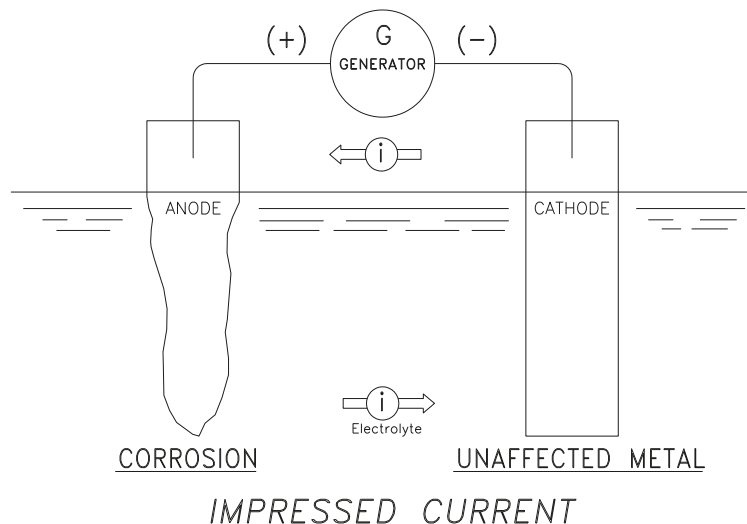 (+) G (-)
GENERATOR
i
ANODE CATHODE
i
Electrolyte
CORROSION UNAFFECTED METAL
IMPRESSED CURRENT